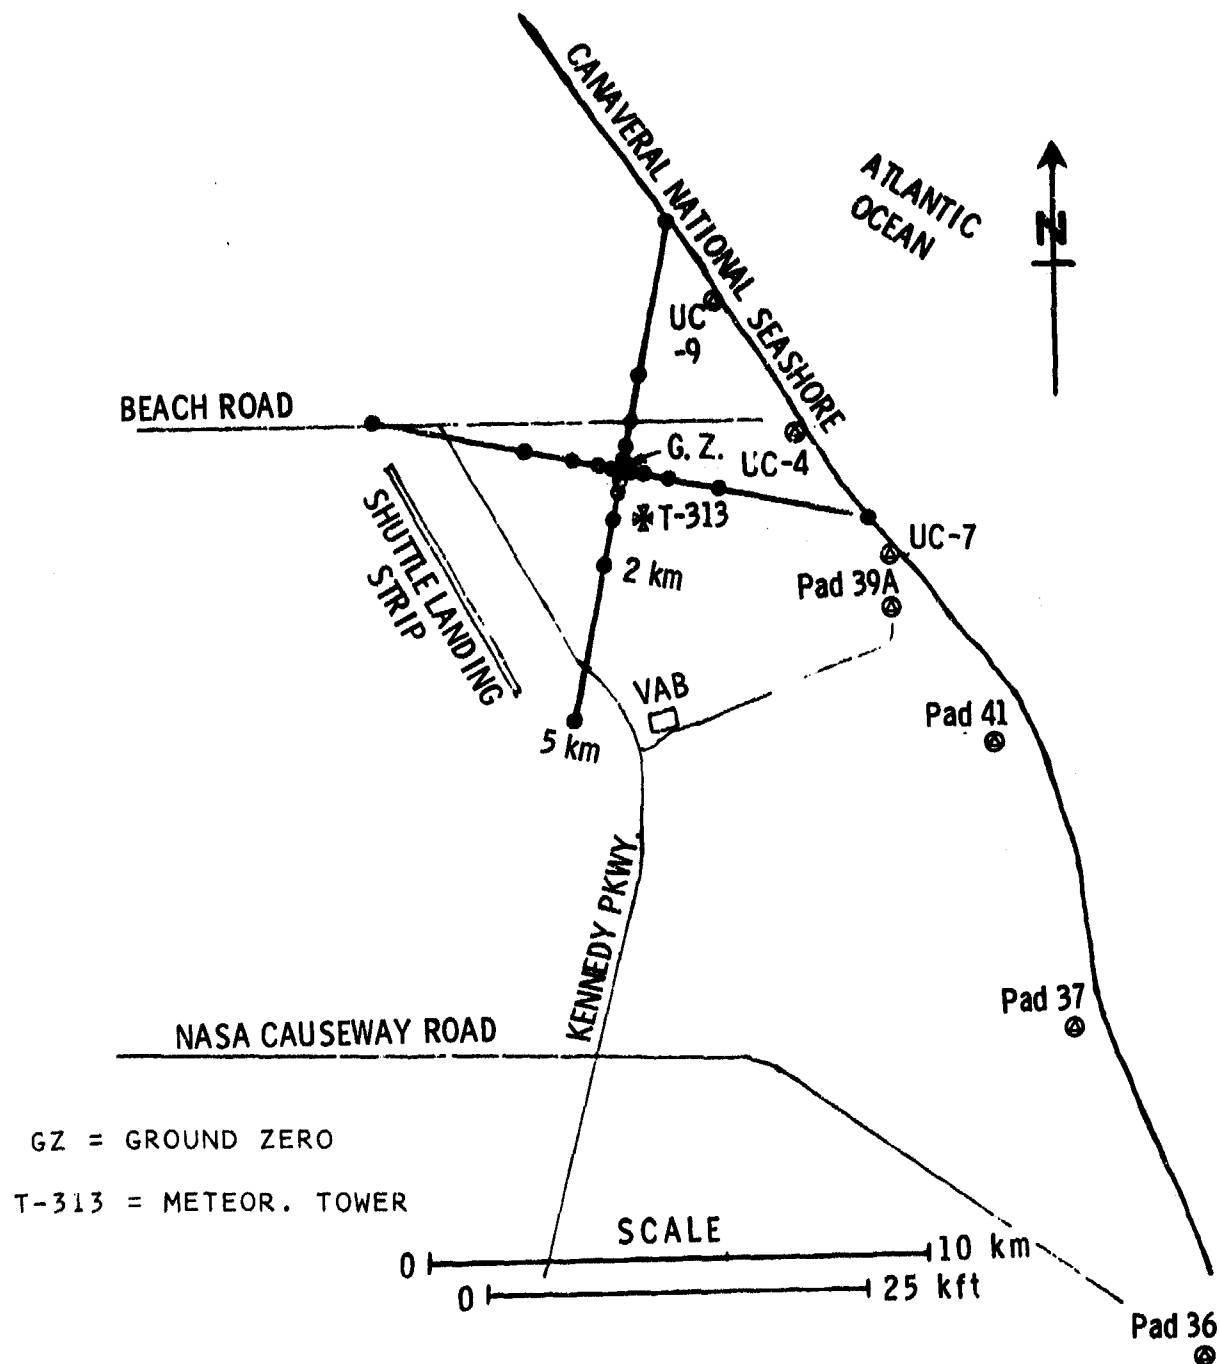 CANAVERAL NATIONAL SEASHORE
ATLANTIC
OCEAN
N
UC
-9
BEACH ROAD
G. Z.
UC-4
T-313
UC-7
2 km
Pad 39A
SHUTTLE LANDING
STRIP
VAB
5 km
Pad 41
KENNEDY PKWY.
Pad 37
NASA CAUSEWAY ROAD
GZ = GROUND ZERO
T-313 = METEOR. TOWER
SCALE
0 10 km
0 25 kft
Pad 36